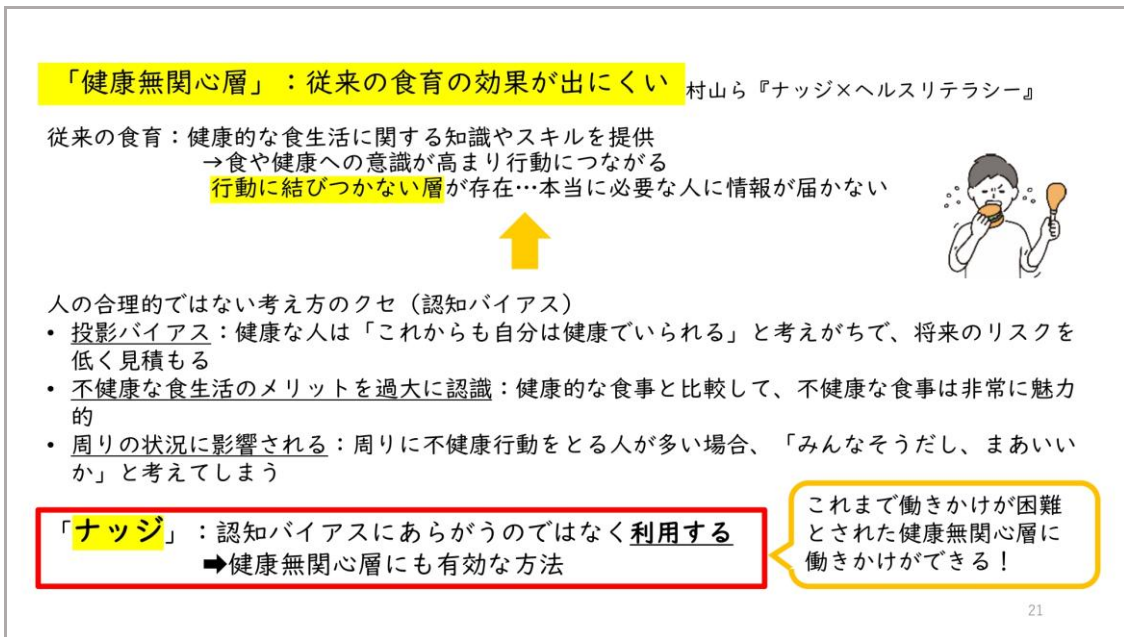 「健康無関心層」：従来の食育の効果が出にくい 村山ら『ナッジ×ヘルスリテラシー』
従来の食育：健康的な食生活に関する知識やスキルを提供
→食や健康への意識が高まり行動につながる
行動に結びつかない層が存在…本当に必要な人に情報が届かない
人の合理的ではない考え方のクセ（認知バイアス）
• 投影バイアス：健康な人は「これからも自分は健康でいられる」と考えがちで、将来のリスクを
低く見積もる
• 不健康な食生活のメリットを過大に認識：健康的な食事と比較して、不健康な食事は非常に魅力
的
• 周りの状況に影響される：周りに不健康行動をとる人が多い場合、「みんなそうだし、まあいい
か」と考えてしまう
「ナッジ」：認知バイアスにあらがうのではなく利用する
➡健康無関心層にも有効な方法
これまで働きかけが困難
とされた健康無関心層に
働きかけができる！
21